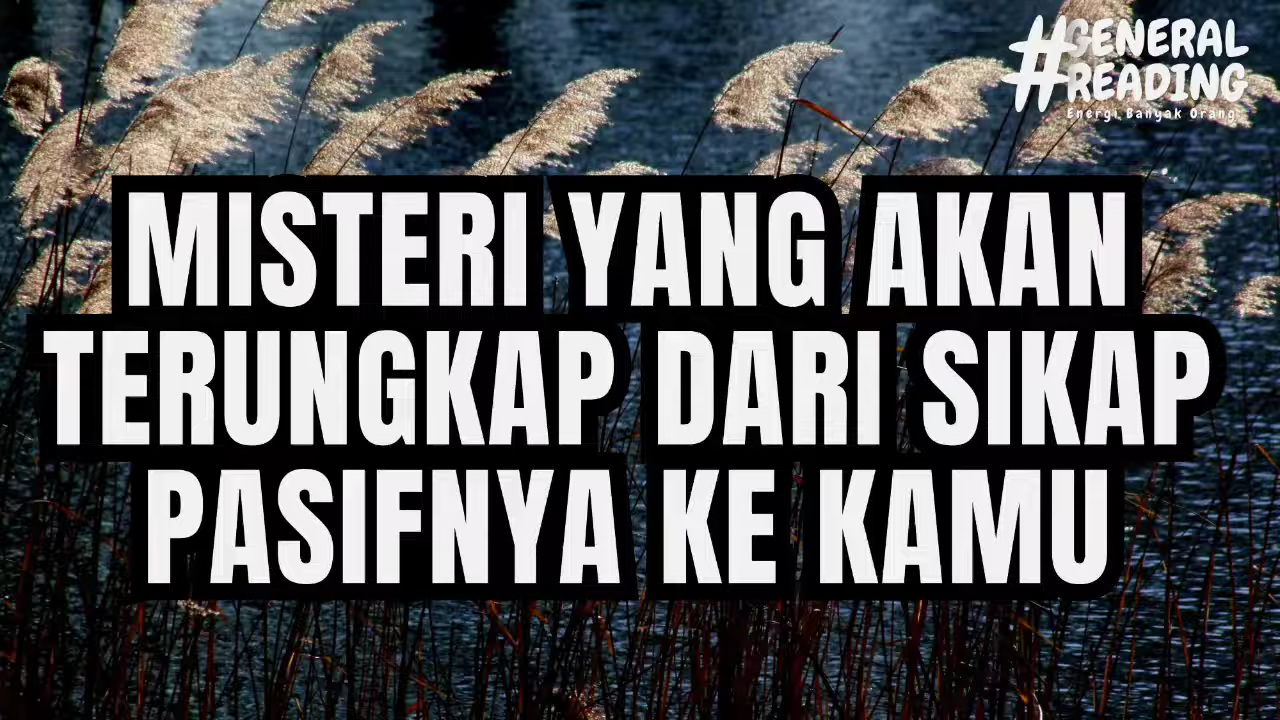 #GENERAL
READING
Energi Banyak Orang
MISTERI YANG AKAN
TERUNGKAP DARI SIKAP
PASIFNYA KE KAMU